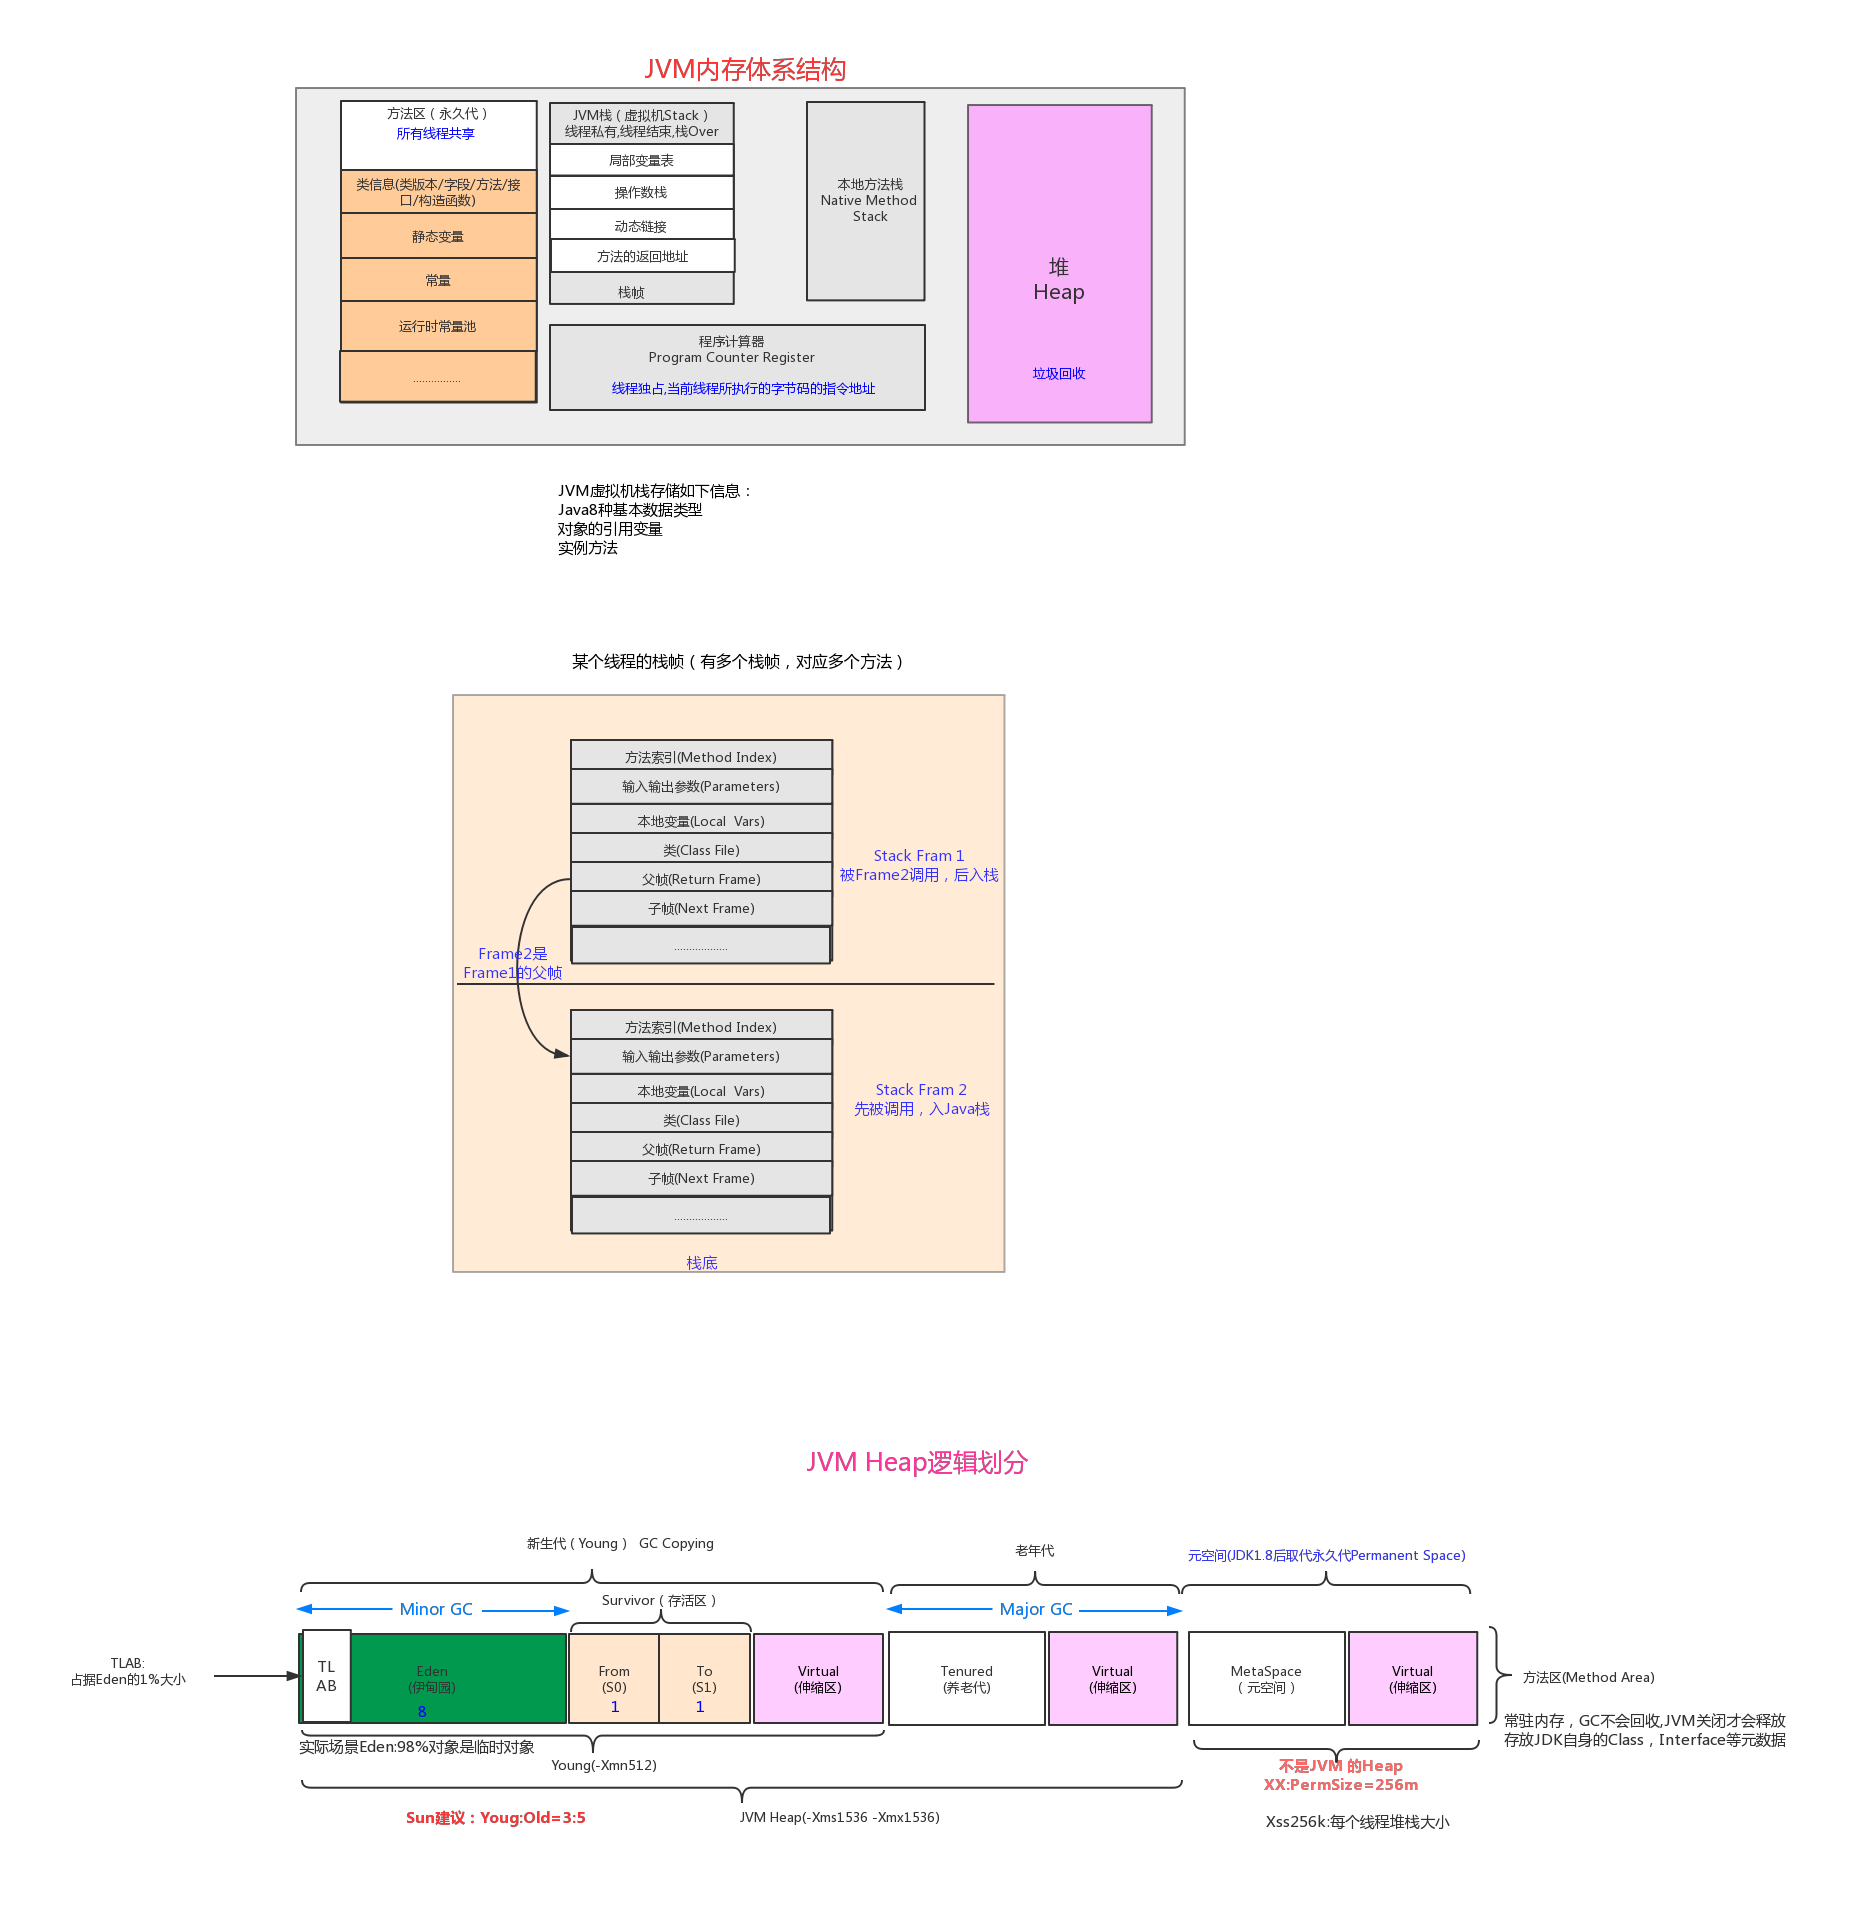 JVM内存体系结构
方法区（永久代）
所有线程共享
类信息(类版本/字段/方法/接
口/构造函数)
静态变量
常量
运行时常量池
................
JVM栈（虚拟机Stack）
线程私有,线程结束,栈Over
局部变量表
操作数栈
动态链接
方法的返回地址
栈帧
本地方法栈
Native Method
Stack
程序计算器
Program Counter Register
线程独占,当前线程所执行的字节码的指令地址
堆
Heap
垃圾回收
JVM虚拟机栈存储如下信息：
Java8种基本数据类型
对象的引用变量
实例方法
某个线程的栈帧（有多个栈帧，对应多个方法）
方法索引(Method Index)
输入输出参数(Parameters)
本地变量(Local  Vars)
类(Class File)
父帧(Return Frame)
子帧(Next Frame)
..................
Stack Fram 1
被Frame2调用，后入栈
Frame2是
Frame1的父帧
方法索引(Method Index)
输入输出参数(Parameters)
本地变量(Local  Vars)
类(Class File)
父帧(Return Frame)
子帧(Next Frame)
..................
Stack Fram 2
先被调用，入Java栈
栈底
JVM Heap逻辑划分
新生代（Young）  GC Copying
老年代
元空间(JDK1.8后取代永久代Permanent Space)
Minor GC
Survivor（存活区）
Major GC
TLAB:
占据Eden的1%大小
TL
AB
Eden
(伊甸园)
8
From
(S0)
1
To
(S1)
1
Virtual
(伸缩区)
Tenured
(养老代)
Virtual
(伸缩区)
MetaSpace
（元空间）
Virtual
(伸缩区)
方法区(Method Area)
常驻内存，GC不会回收,JVM关闭才会释放
存放JDK自身的Class，Interface等元数据
实际场景Eden:98%对象是临时对象
Young(-Xmn512)
不是JVM 的Heap
XX:PermSize=256m
Sun建议：Youg:Old=3:5
JVM Heap(-Xms1536 -Xmx1536)
Xss256k:每个线程堆栈大小